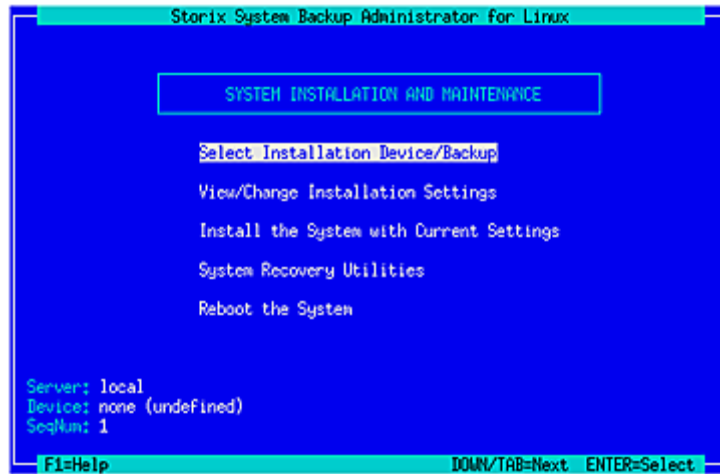 Storix System Backup Administrator for Linux
SYSTEM INSTALLATION AND MAINTENANCE
Select Installation Device/Backup
View/Change Installation Settings
Install the System with Current Settings
System Recovery Utilities
Reboot the System
Server: local
Device: none (undefined)
SeqNum: 1
F1=Help DOWN/TAB=Next ENTER=Select